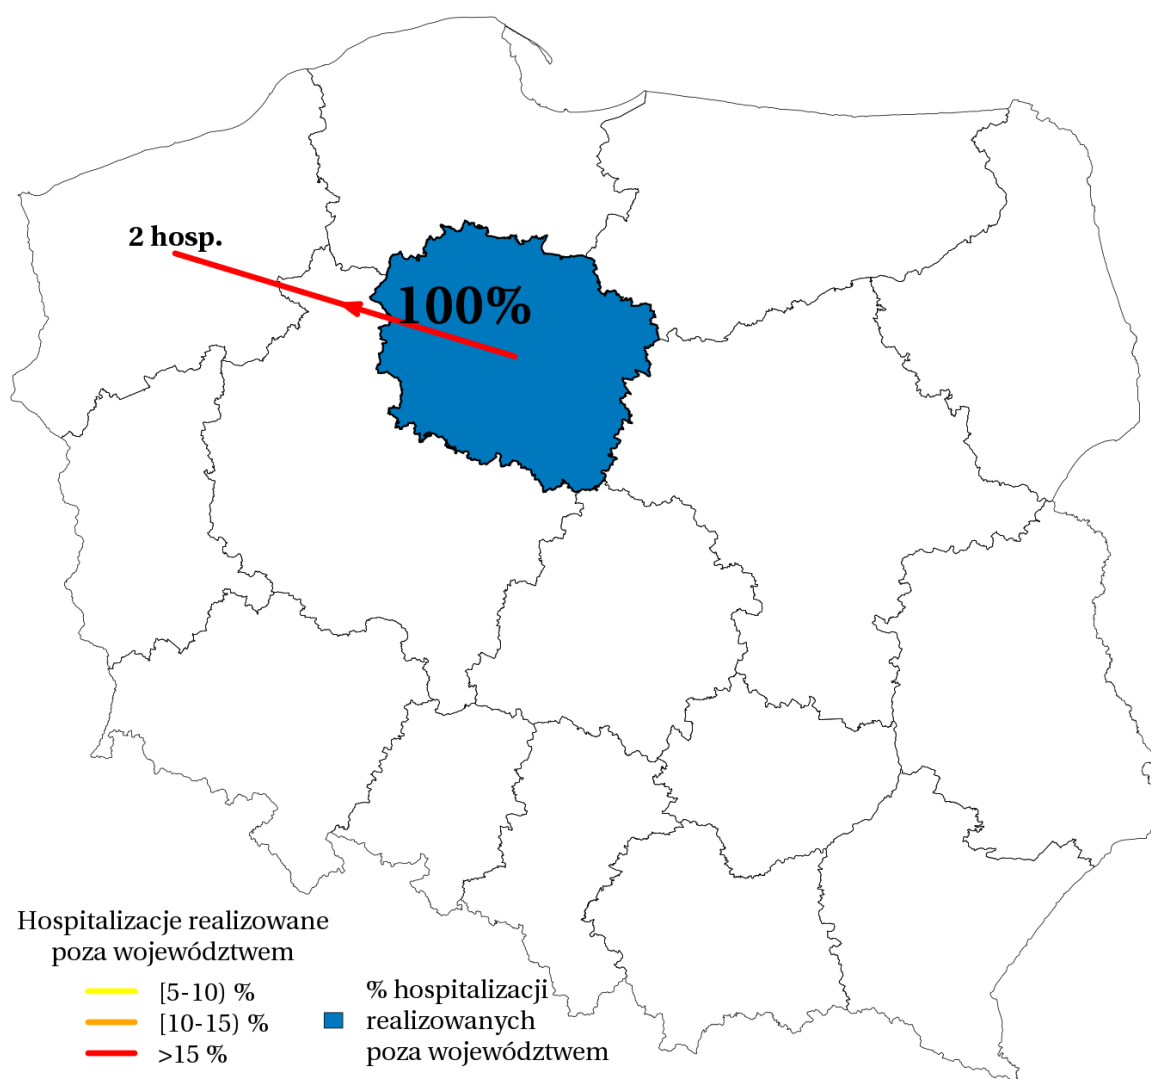 2 hosp.
100%
Hospitalizacje realizowane
poza województwem
[5-10) %
[10-15) %
>15 %
% hospitalizacji
realizowanych
poza województwem